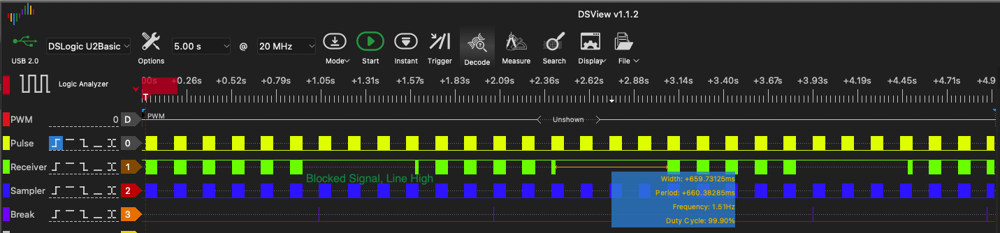 DSView v1.1.2
USB 2.0
DSLogic U2Basic
Options
5.00 s
@
20 MHz
Mode
Start
Instant
Trigger
Decode
Measure
Search
Display
File
Logic Analyzer
00s +0.26s +0.52s +0.79s +1.05s +1.31s +1.57s +1.83s +2.09s +2.36s +2.62s +2.88s +3.14s +3.40s +3.67s +3.93s +4.19s +4.45s +4.71s +4.9
T
PWM 0 D PWM Unshown
Pulse 0
Receiver 1
Blocked Signal, Line High
Width: +659.73125ms
Sampler 2
Period: +660.38285ms
Frequency: 1.51Hz
Break 3
Duty Cycle: 99.90%